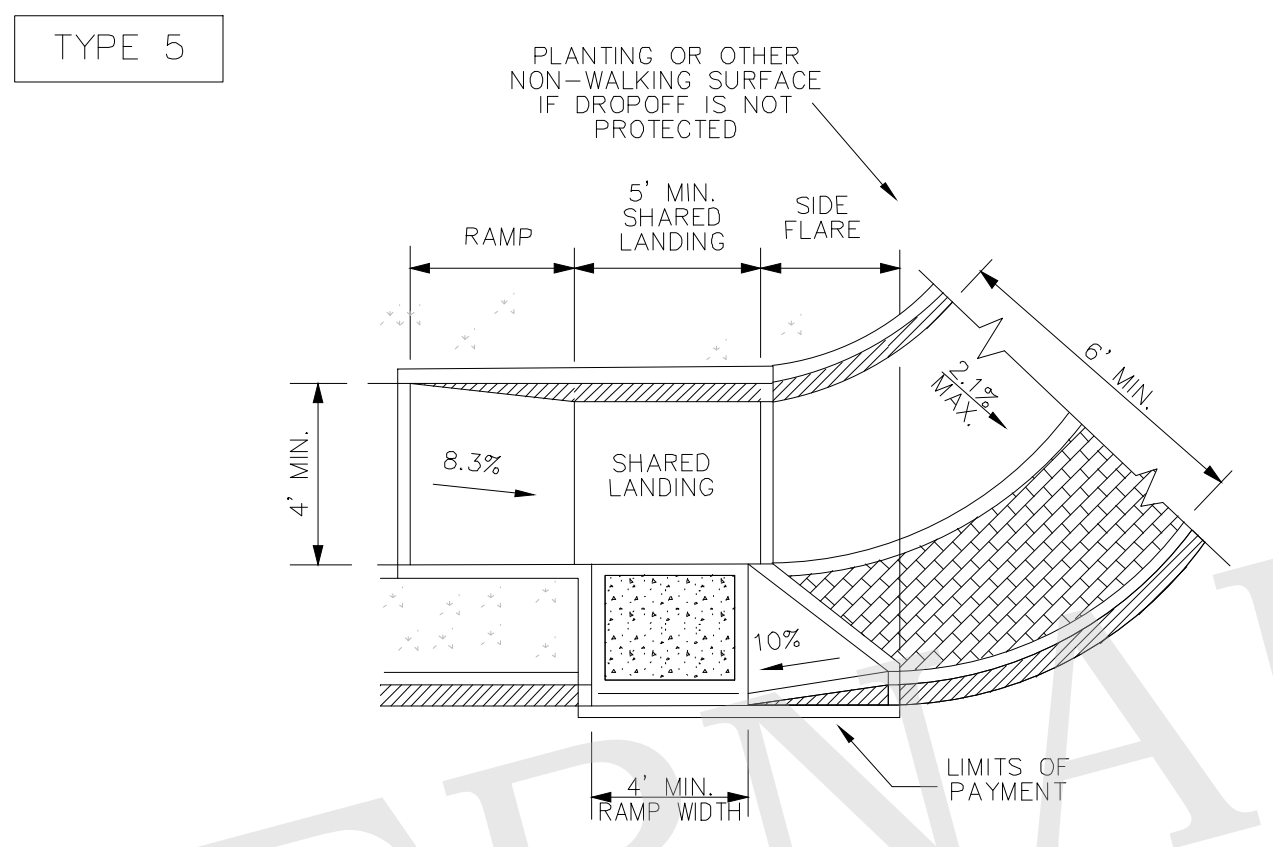 TYPE 5
PLANTING OR OTHER
NON-WALKING SURFACE
IF DROPOFF IS NOT
PROTECTED
5' MIN.
SHARED
LANDING
SIDE
FLARE
RAMP
6' MIN.
2.1%
MAX.
4' MIN.
8.3%
SHARED
LANDING
10%
LIMITS OF
PAYMENT
4' MIN.
RAMP WIDTH